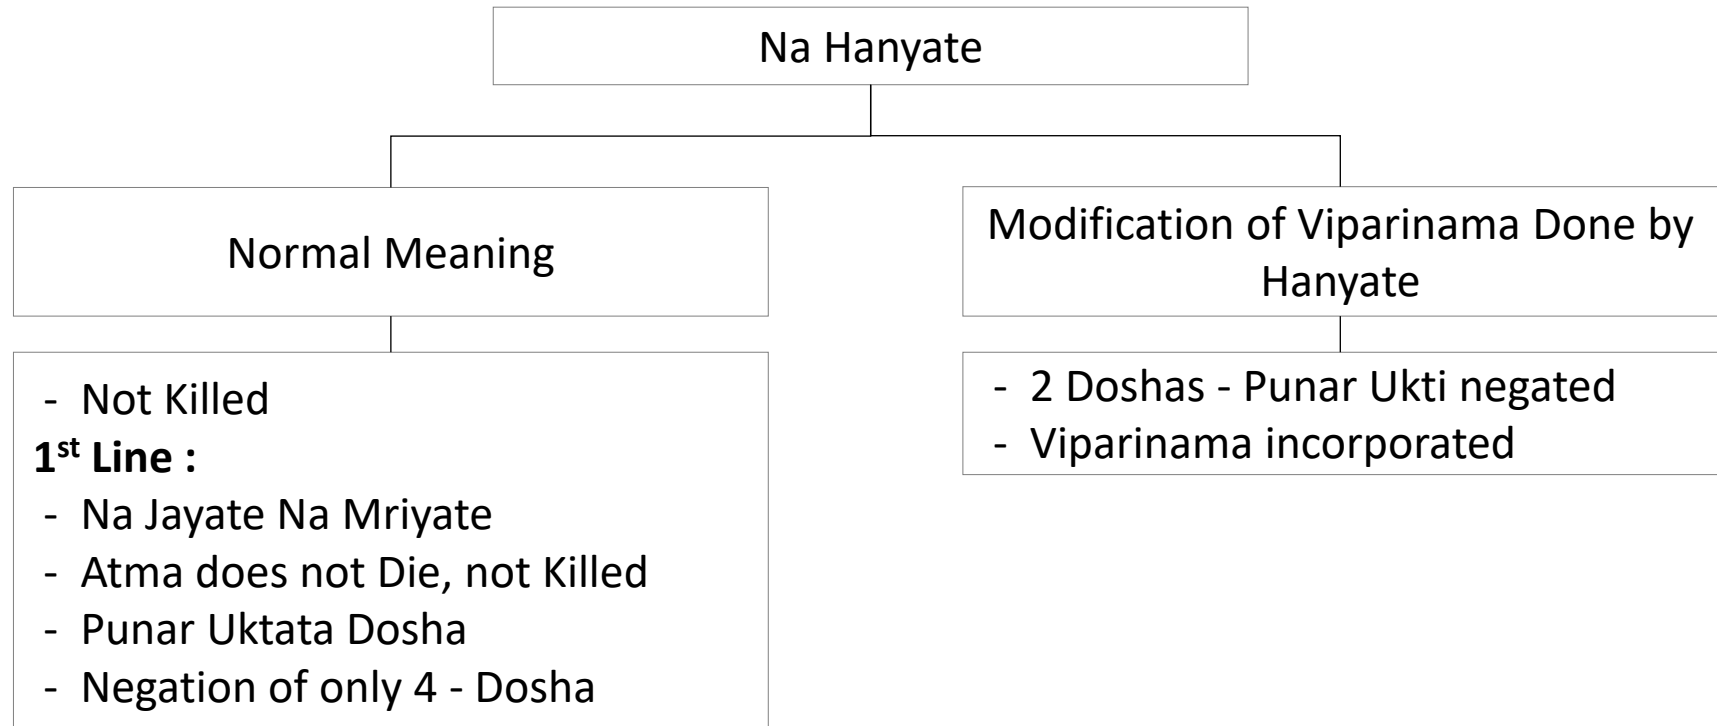 Na Hanyate
Normal Meaning
- Not Killed
1st Line :
- Na Jayate Na Mriyate
- Atma does not Die, not Killed
- Punar Uktata Dosha
- Negation of only 4 - Dosha
Modification of Viparinama Done by
Hanyate
- 2 Doshas - Punar Ukti negated
- Viparinama incorporated